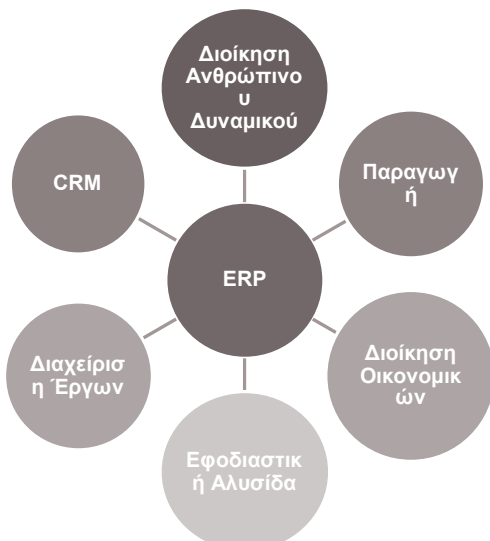 Διοίκηση
Ανθρώπινο
υ
Δυναμικού
CRM
Παραγωγ
ή
ERP
Διαχείρισ
η Έργων
Διοίκηση
Οικονομικ
ών
Εφοδιαστικ
ή Αλυσίδα